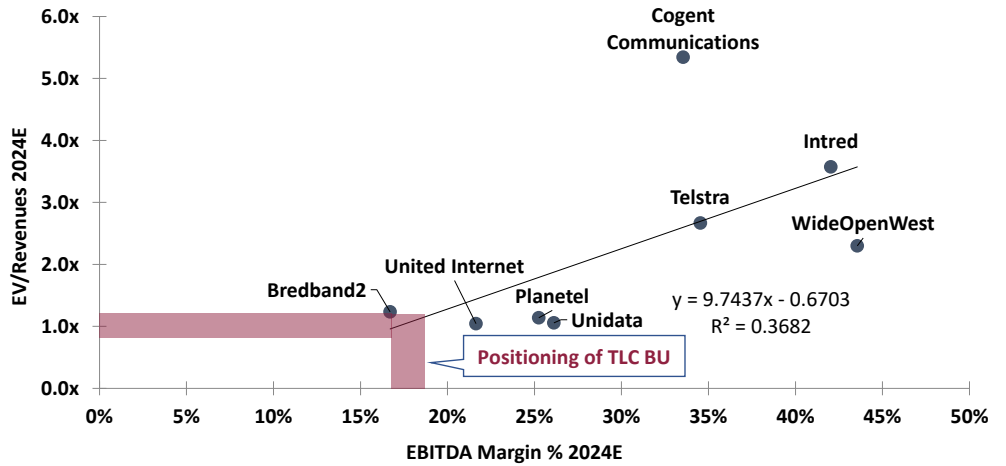 6.0x
5.0x
4.0x
3.0x
2.0x
1.0x
0.0x
EV/Revenues 2024E
Cogent
Communications
Intred
Telstra
WideOpenWest
United Internet
Bredband2
Planetel
Unidata
y = 9.7437x - 0.6703
R² = 0.3682
Positioning of TLC BU
0% 5% 10% 15% 20% 25% 30% 35% 40% 45% 50%
EBITDA Margin % 2024E